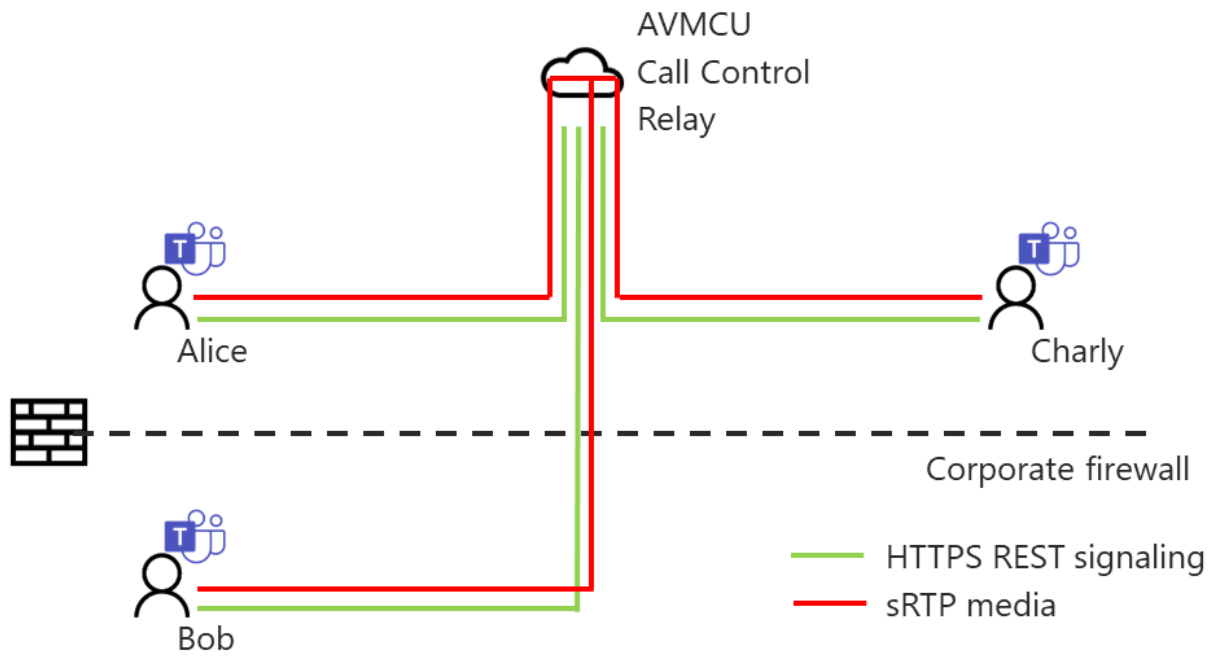 AVMCU
Call Control
Relay
T
T
Alice
Charly
Corporate firewall
T
HTTPS REST signaling
sRTP media
Bob